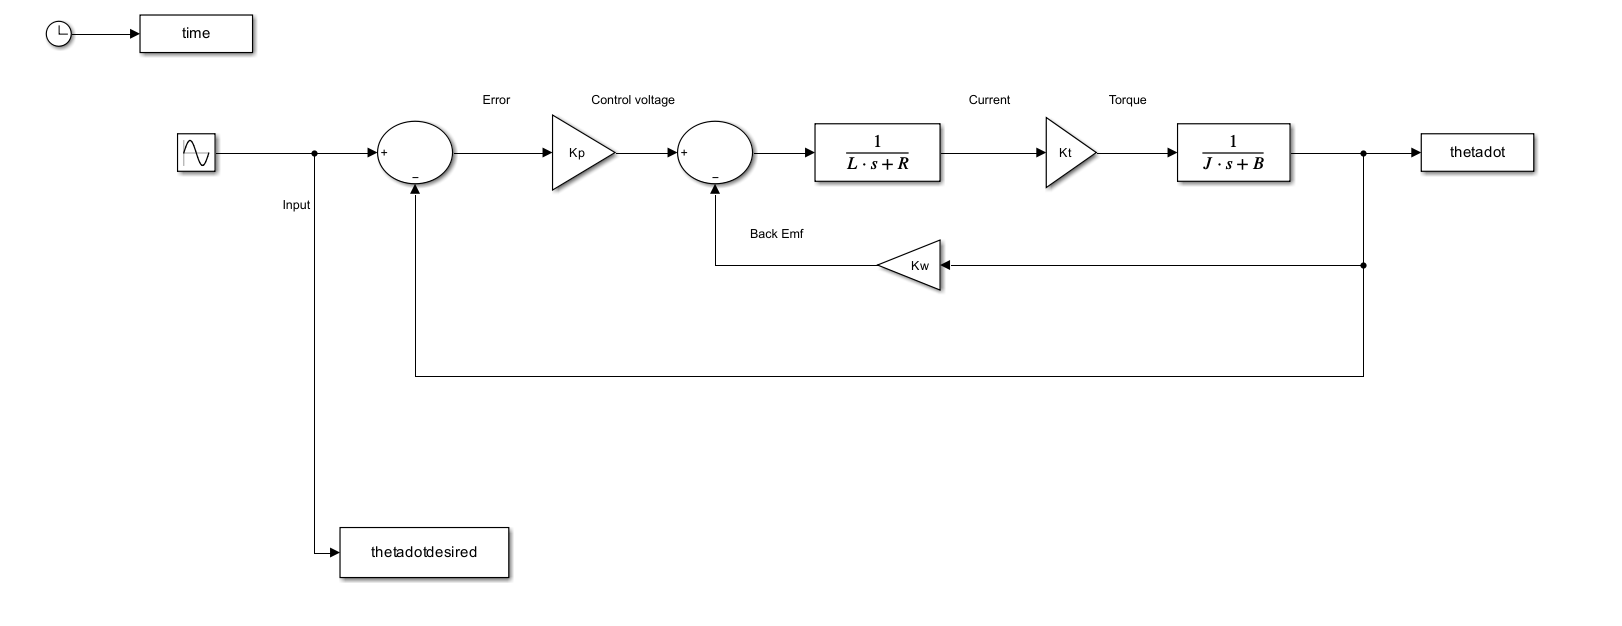 time
Error
Control voltage
Current
Torque
+
−
Kp
+
−
1
L · s + R
Kt
1
J · s + B
thetadot
Input
Back Emf
Kw
thetadotdesired